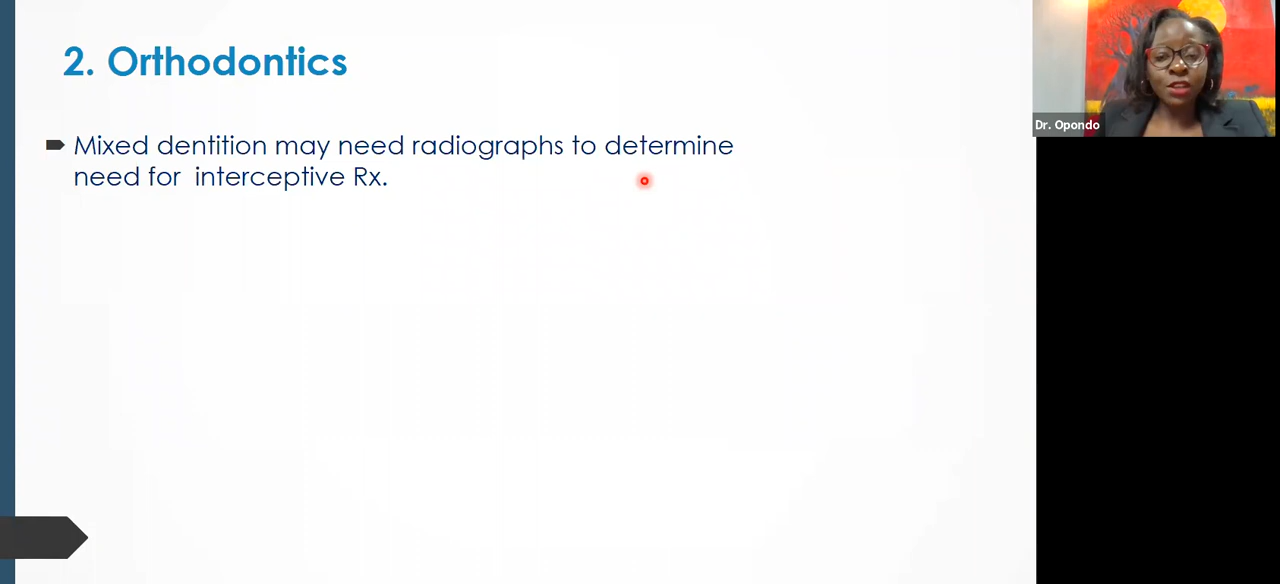 2. Orthodontics
Mixed dentition may need radiographs to determine
need for interceptive Rx.
Dr. Opondo